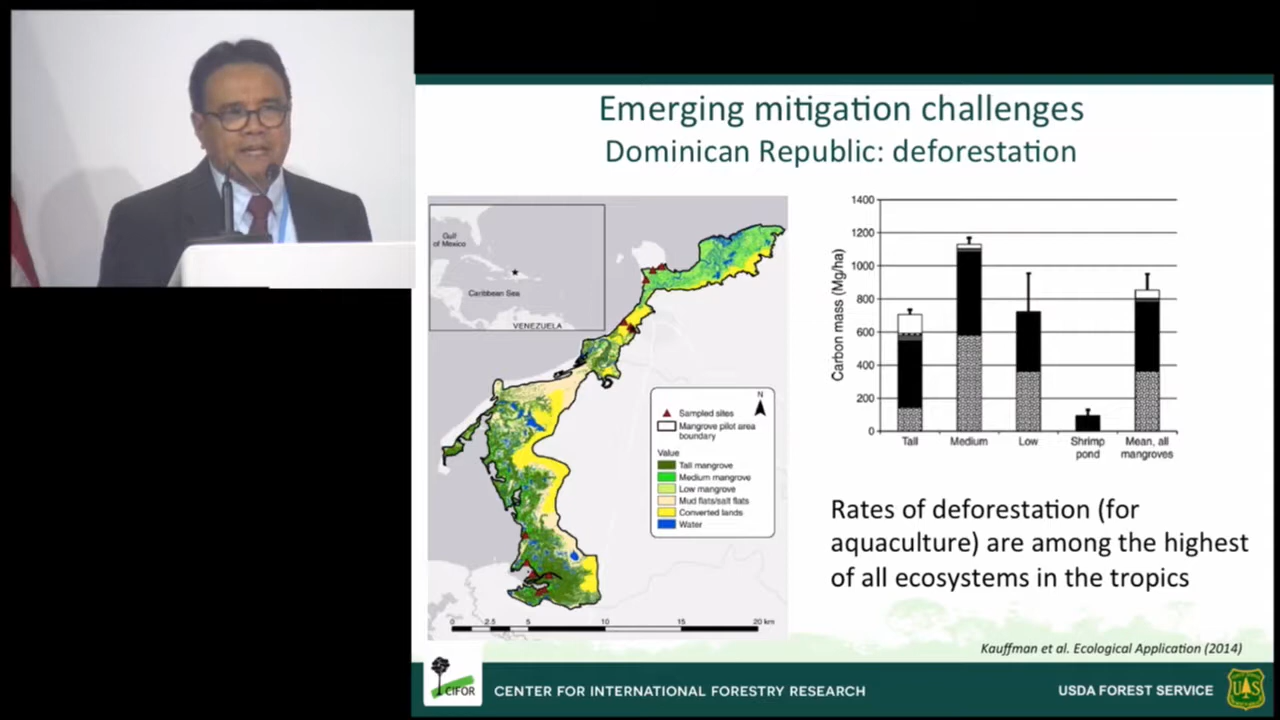 Emerging mitigation challenges
Dominican Republic: deforestation
Gulf
of Mexico
Caribbean Sea
VENEZUELA
N
Sampled sites
Mangrove pilot area
boundary
Value
Tall mangrove
Medium mangrove
Low mangrove
Mud flats/salt flats
Converted lands
Water
0 2.5 5 10 15 20 km
Carbon mass (Mg/ha)
1400
1200
1000
800
600
400
200
0
Tall Medium Low Shrimp Mean, all
pond mangroves
Rates of deforestation (for
aquaculture) are among the highest
of all ecosystems in the tropics
Kauffman et al. Ecological Application (2014)
CIFOR
CENTER FOR INTERNATIONAL FORESTRY RESEARCH
USDA FOREST SERVICE
U S